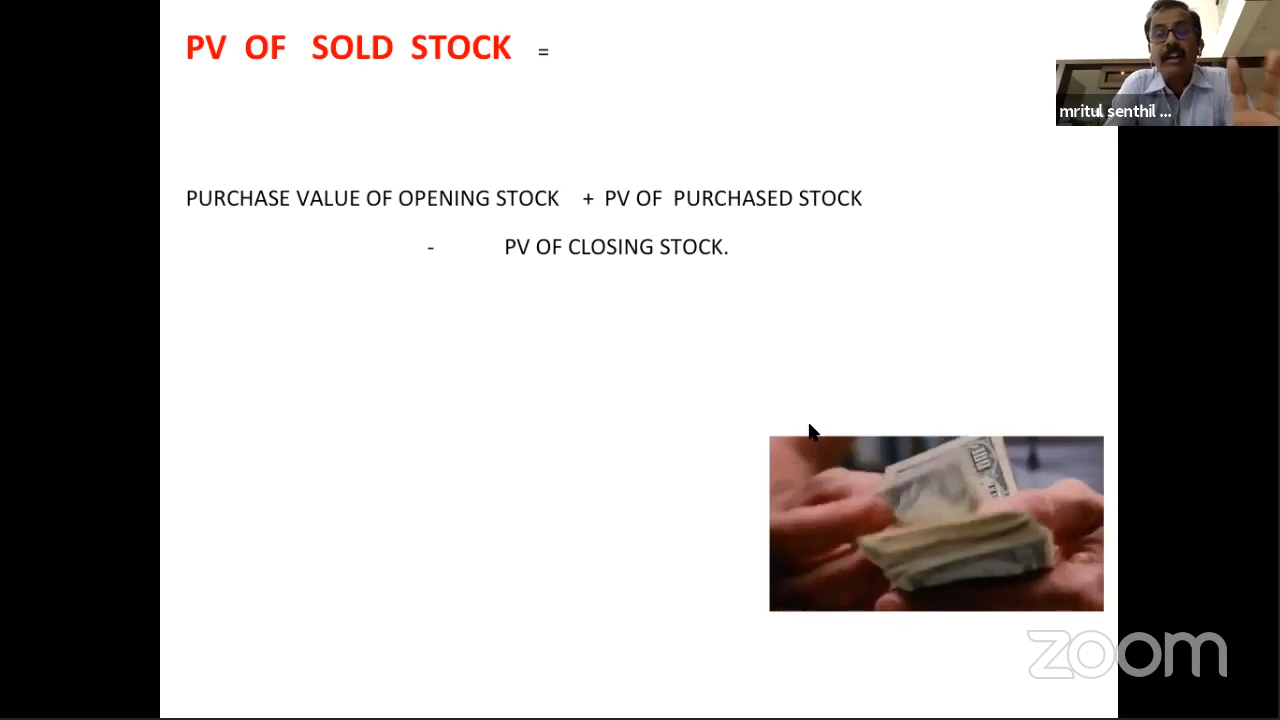 PV OF SOLD STOCK =
mritul senthil ...
PURCHASE VALUE OF OPENING STOCK + PV OF PURCHASED STOCK
- PV OF CLOSING STOCK.
100
zoom